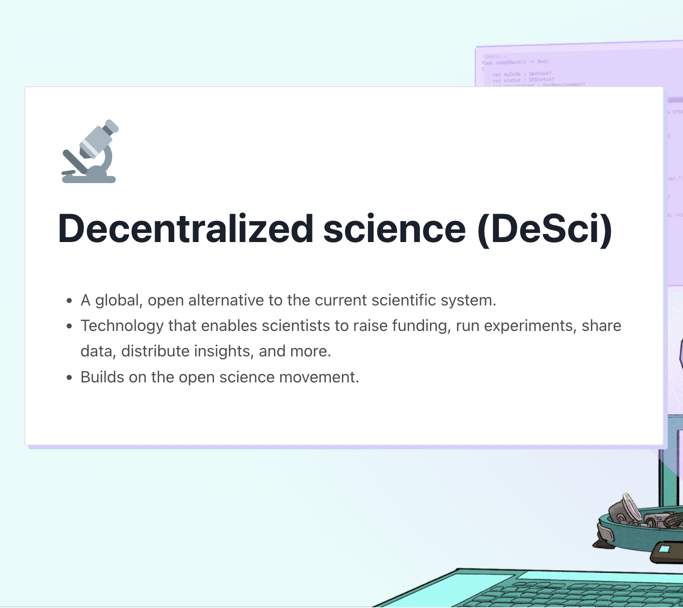 Decentralized science (DeSci)
• A global, open alternative to the current scientific system.
• Technology that enables scientists to raise funding, run experiments, share
data, distribute insights, and more.
• Builds on the open science movement.